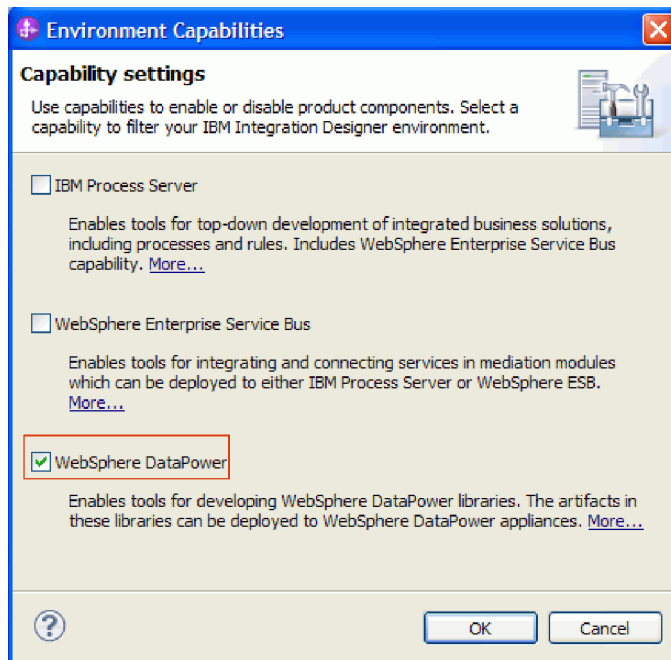 Environment Capabilities
Capability settings
Use capabilities to enable or disable product components. Select a
capability to filter your IBM Integration Designer environment.
IBM Process Server
Enables tools for top-down development of integrated business solutions,
including processes and rules. Includes WebSphere Enterprise Service Bus
capability. More...
WebSphere Enterprise Service Bus
Enables tools for integrating and connecting services in mediation modules
which can be deployed to either IBM Process Server or WebSphere ESB.
More...
WebSphere DataPower
Enables tools for developing WebSphere DataPower libraries. The artifacts in
these libraries can be deployed to WebSphere DataPower appliances. More...
?
OK
Cancel